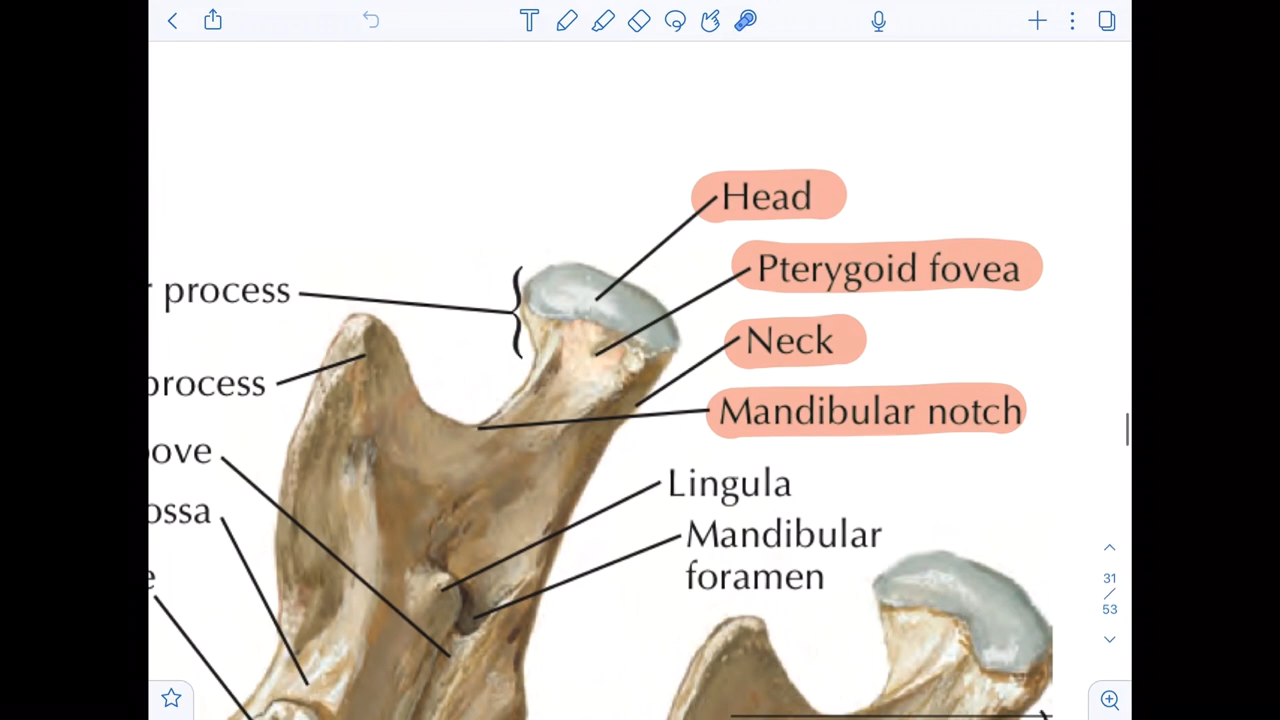 Head
Pterygoid fovea
process
Neck
process
Mandibular notch
ove
Lingula
ossa
Mandibular
foramen
e
31
/
53